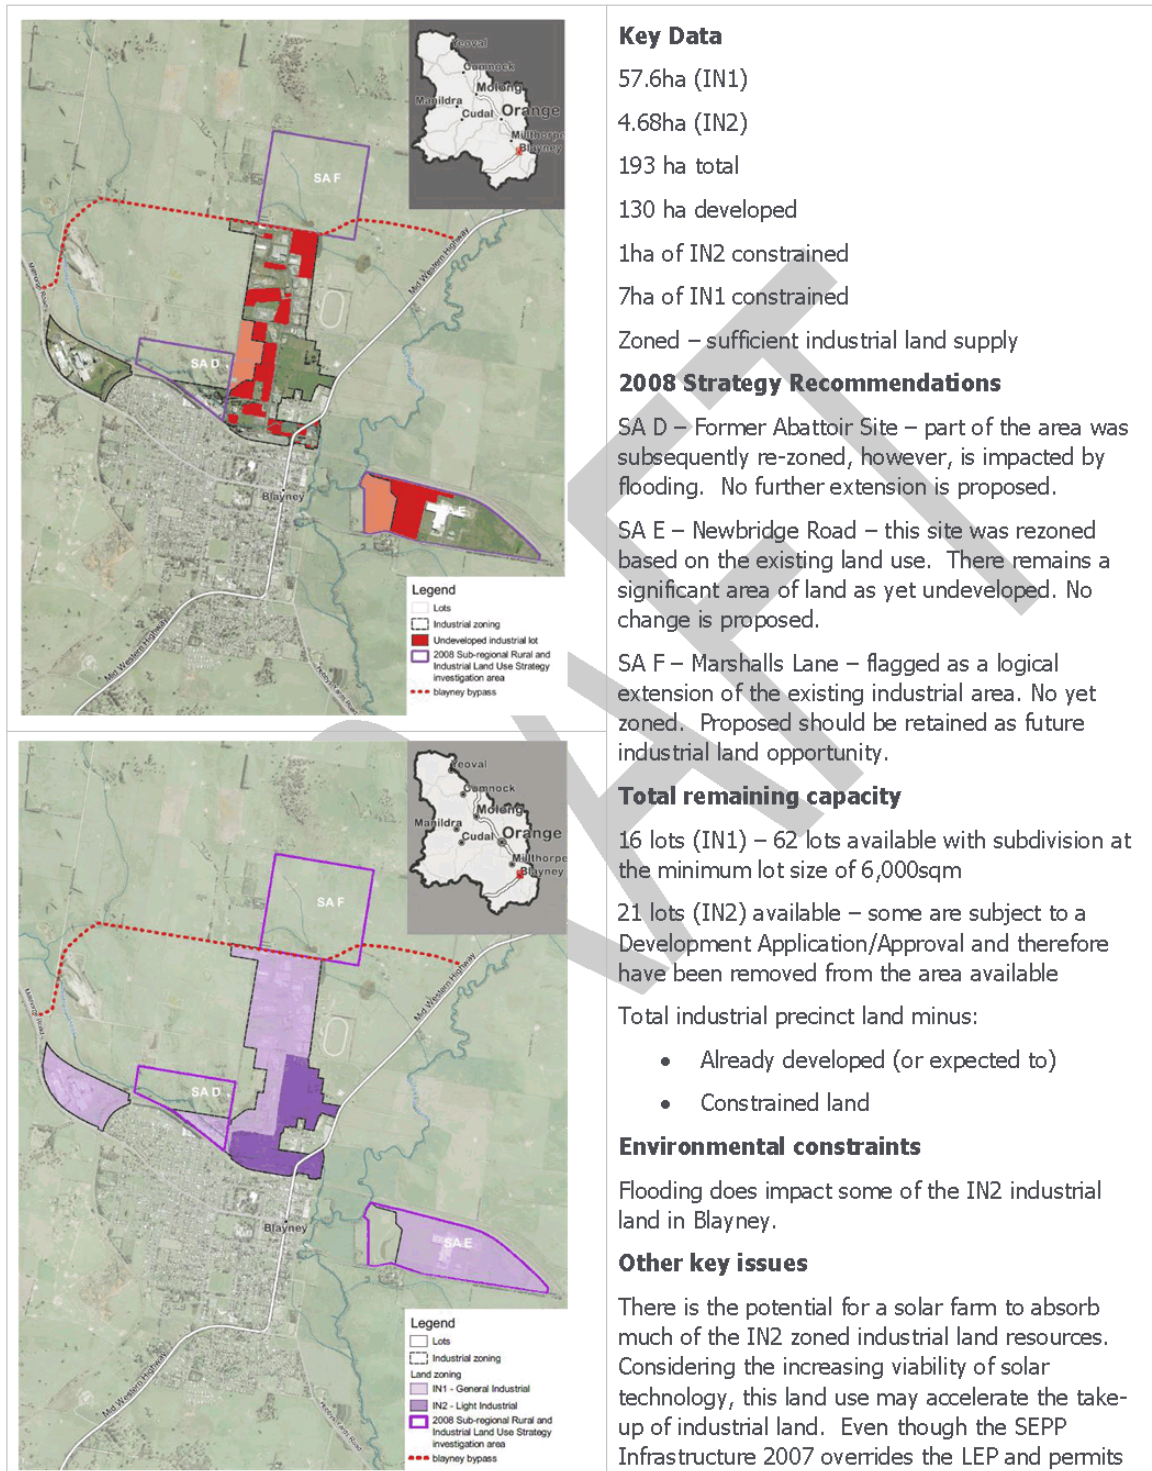 Yeoval
Cumnock
Molong
Manildra
Orange
Cudal
Millthorpe
Blayney
SA F
Mid Western Highway
SA D
Blayney
Mid Western Highway
Legend
Lots
Industrial zoning
Undeveloped industrial lot
2008 Sub-regional Rural and
Industrial Land Use Strategy
investigation area
blayney bypass
Yeoval
Cumnock
Molong
Manildra
Orange
Cudal
Millthorpe
Blayney
SA F
Mid Western Highway
SA D
Blayney
SA E
Mid Western Highway
Legend
Lots
Industrial zoning
Land zoning
IN1 - General Industrial
IN2 - Light Industrial
2008 Sub-regional Rural and
Industrial Land Use Strategy
investigation area
blayney bypass
Key Data
57.6ha (IN1)
4.68ha (IN2)
193 ha total
130 ha developed
1ha of IN2 constrained
7ha of IN1 constrained
Zoned – sufficient industrial land supply
2008 Strategy Recommendations
SA D – Former Abattoir Site – part of the area was
subsequently re-zoned, however, is impacted by
flooding. No further extension is proposed.
SA E – Newbridge Road – this site was rezoned
based on the existing land use. There remains a
significant area of land as yet undeveloped. No
change is proposed.
SA F – Marshalls Lane – flagged as a logical
extension of the existing industrial area. No yet
zoned. Proposed should be retained as future
industrial land opportunity.
Total remaining capacity
16 lots (IN1) – 62 lots available with subdivision at
the minimum lot size of 6,000sqm
21 lots (IN2) available – some are subject to a
Development Application/Approval and therefore
have been removed from the area available
Total industrial precinct land minus:
• Already developed (or expected to)
• Constrained land
Environmental constraints
Flooding does impact some of the IN2 industrial
land in Blayney.
Other key issues
There is the potential for a solar farm to absorb
much of the IN2 zoned industrial land resources.
Considering the increasing viability of solar
technology, this land use may accelerate the take-
up of industrial land. Even though the SEPP
Infrastructure 2007 overrides the LEP and permits